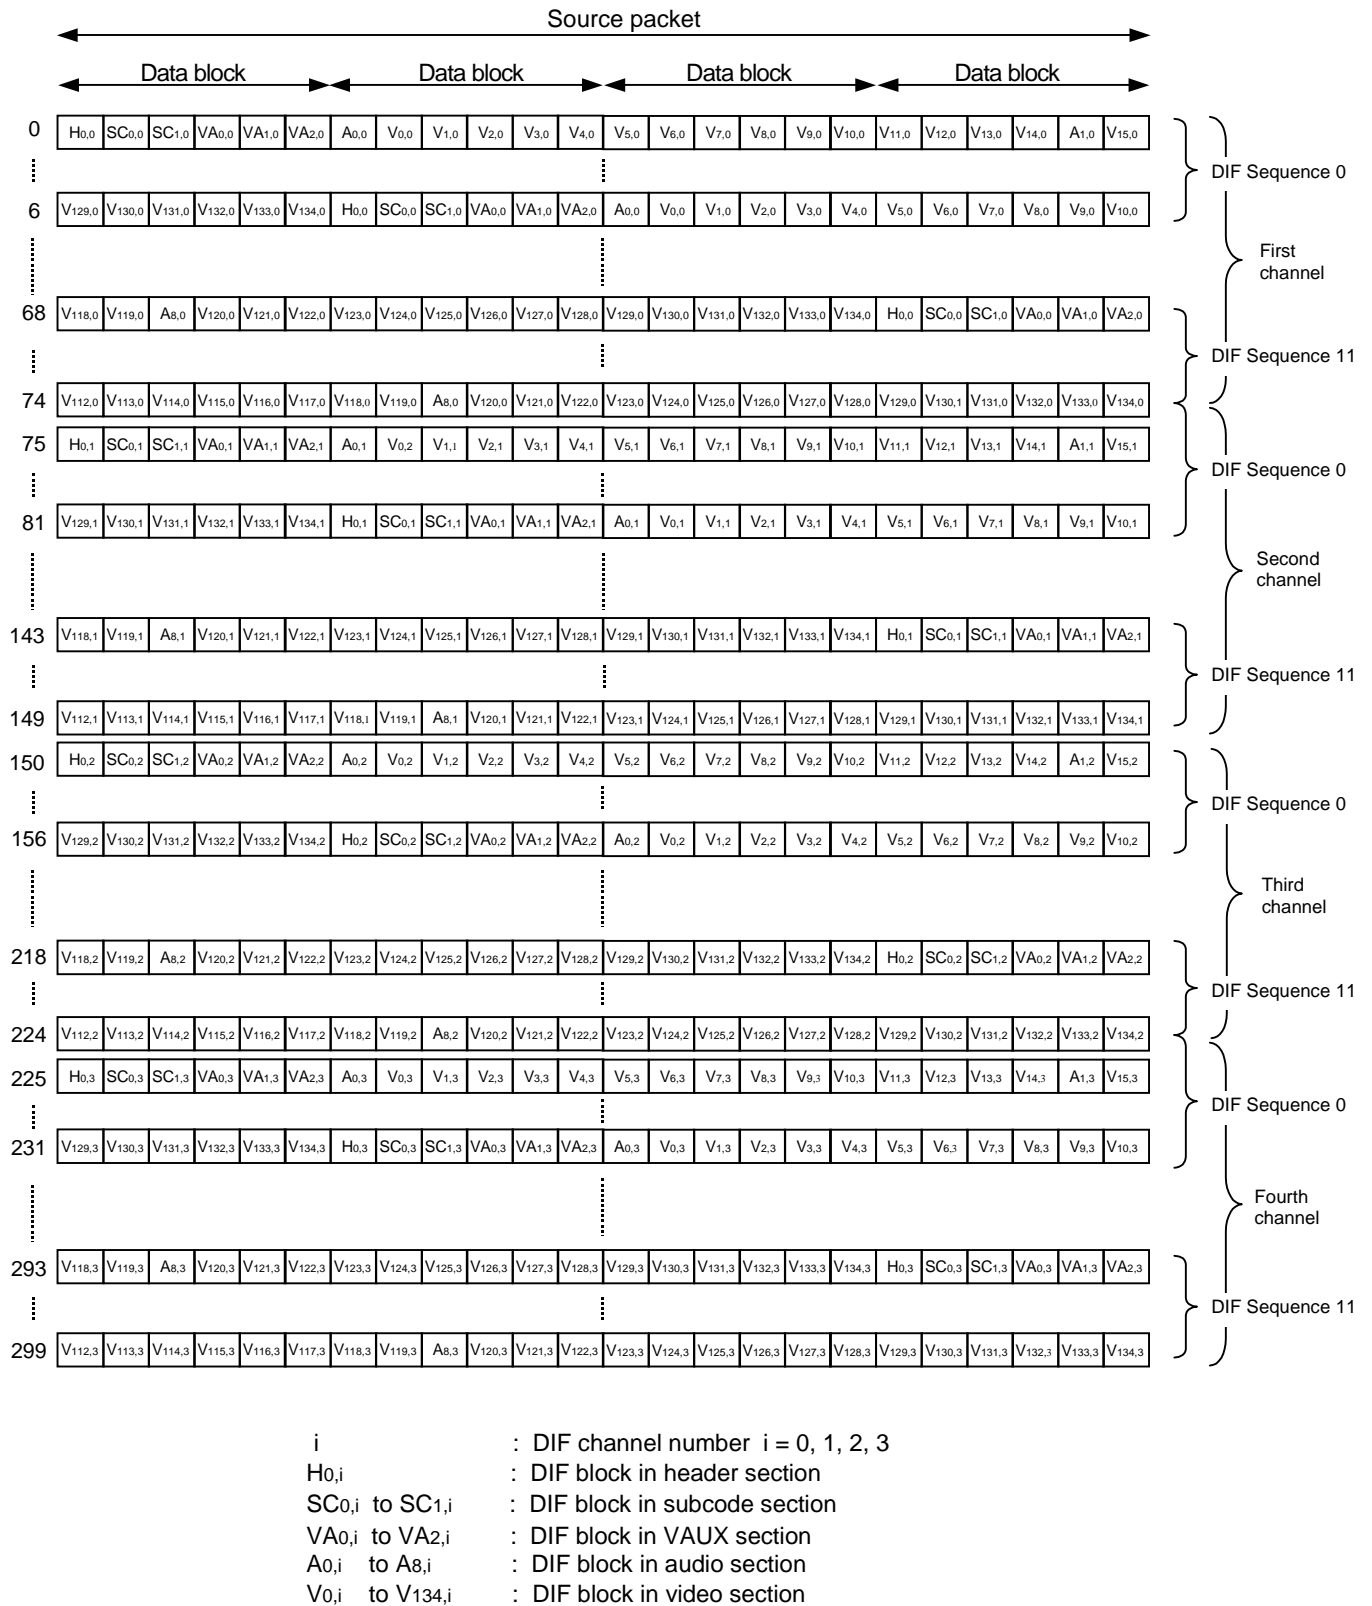 Source packet
Data block Data block Data block Data block
0 H0,0 SC0,0 SC1,0 VA0,0 VA1,0 VA2,0 A0,0 V0,0 V1,0 V2,0 V3,0 V4,0 V5,0 V6,0 V7,0 V8,0 V9,0 V10,0 V11,0 V12,0 V13,0 V14,0 A1,0 V15,0
DIF Sequence 0
6 V129,0 V130,0 V131,0 V132,0 V133,0 V134,0 H0,0 SC0,0 SC1,0 VA0,0 VA1,0 VA2,0 A0,0 V0,0 V1,0 V2,0 V3,0 V4,0 V5,0 V6,0 V7,0 V8,0 V9,0 V10,0
First
channel
68 V118,0 V119,0 A8,0 V120,0 V121,0 V122,0 V123,0 V124,0 V125,0 V126,0 V127,0 V128,0 V129,0 V130,0 V131,0 V132,0 V133,0 V134,0 H0,0 SC0,0 SC1,0 VA0,0 VA1,0 VA2,0
DIF Sequence 11
74 V112,0 V113,0 V114,0 V115,0 V116,0 V117,0 V118,0 V119,0 A8,0 V120,0 V121,0 V122,0 V123,0 V124,0 V125,0 V126,0 V127,0 V128,0 V129,0 V130,1 V131,0 V132,0 V133,0 V134,0
75 H0,1 SC0,1 SC1,1 VA0,1 VA1,1 VA2,1 A0,1 V0,2 V1,1 V2,1 V3,1 V4,1 V5,1 V6,1 V7,1 V8,1 V9,1 V10,1 V11,1 V12,1 V13,1 V14,1 A1,1 V15,1
DIF Sequence 0
81 V129,1 V130,1 V131,1 V132,1 V133,1 V134,1 H0,1 SC0,1 SC1,1 VA0,1 VA1,1 VA2,1 A0,1 V0,1 V1,1 V2,1 V3,1 V4,1 V5,1 V6,1 V7,1 V8,1 V9,1 V10,1
Second
channel
143 V118,1 V119,1 A8,1 V120,1 V121,1 V122,1 V123,1 V124,1 V125,1 V126,1 V127,1 V128,1 V129,1 V130,1 V131,1 V132,1 V133,1 V134,1 H0,1 SC0,1 SC1,1 VA0,1 VA1,1 VA2,1
DIF Sequence 11
149 V112,1 V113,1 V114,1 V115,1 V116,1 V117,1 V118,1 V119,1 A8,1 V120,1 V121,1 V122,1 V123,1 V124,1 V125,1 V126,1 V127,1 V128,1 V129,1 V130,1 V131,1 V132,1 V133,1 V134,1
150 H0,2 SC0,2 SC1,2 VA0,2 VA1,2 VA2,2 A0,2 V0,2 V1,2 V2,2 V3,2 V4,2 V5,2 V6,2 V7,2 V8,2 V9,2 V10,2 V11,2 V12,2 V13,2 V14,2 A1,2 V15,2
DIF Sequence 0
156 V129,2 V130,2 V131,2 V132,2 V133,2 V134,2 H0,2 SC0,2 SC1,2 VA0,2 VA1,2 VA2,2 A0,2 V0,2 V1,2 V2,2 V3,2 V4,2 V5,2 V6,2 V7,2 V8,2 V9,2 V10,2
Third
channel
218 V118,2 V119,2 A8,2 V120,2 V121,2 V122,2 V123,2 V124,2 V125,2 V126,2 V127,2 V128,2 V129,2 V130,2 V131,2 V132,2 V133,2 V134,2 H0,2 SC0,2 SC1,2 VA0,2 VA1,2 VA2,2
DIF Sequence 11
224 V112,2 V113,2 V114,2 V115,2 V116,2 V117,2 V118,2 V119,2 A8,2 V120,2 V121,2 V122,2 V123,2 V124,2 V125,2 V126,2 V127,2 V128,2 V129,2 V130,2 V131,2 V132,2 V133,2 V134,2
225 H0,3 SC0,3 SC1,3 VA0,3 VA1,3 VA2,3 A0,3 V0,3 V1,3 V2,3 V3,3 V4,3 V5,3 V6,3 V7,3 V8,3 V9,3 V10,3 V11,3 V12,3 V13,3 V14,3 A1,3 V15,3
DIF Sequence 0
231 V129,3 V130,3 V131,3 V132,3 V133,3 V134,3 H0,3 SC0,3 SC1,3 VA0,3 VA1,3 VA2,3 A0,3 V0,3 V1,3 V2,3 V3,3 V4,3 V5,3 V6,3 V7,3 V8,3 V9,3 V10,3
Fourth
channel
293 V118,3 V119,3 A8,3 V120,3 V121,3 V122,3 V123,3 V124,3 V125,3 V126,3 V127,3 V128,3 V129,3 V130,3 V131,3 V132,3 V133,3 V134,3 H0,3 SC0,3 SC1,3 VA0,3 VA1,3 VA2,3
DIF Sequence 11
299 V112,3 V113,3 V114,3 V115,3 V116,3 V117,3 V118,3 V119,3 A8,3 V120,3 V121,3 V122,3 V123,3 V124,3 V125,3 V126,3 V127,3 V128,3 V129,3 V130,3 V131,3 V132,3 V133,3 V134,3
i : DIF channel number i = 0, 1, 2, 3
H0,i : DIF block in header section
SC0,i to SC1,i : DIF block in subcode section
VA0,i to VA2,i : DIF block in VAUX section
A0,i to A8,i : DIF block in audio section
V0,i to V134,i : DIF block in video section